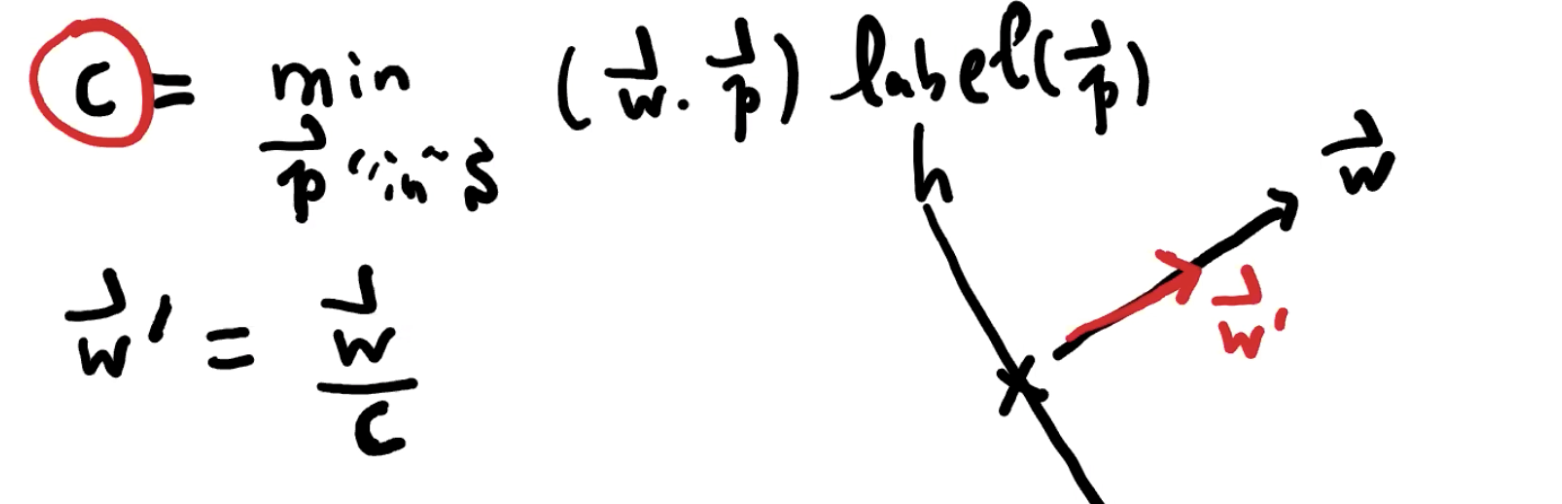 c = min (w⃗ · p⃗) label(p⃗)
p⃗ "in" S
h
w⃗
w⃗' = w⃗ / c
w⃗'